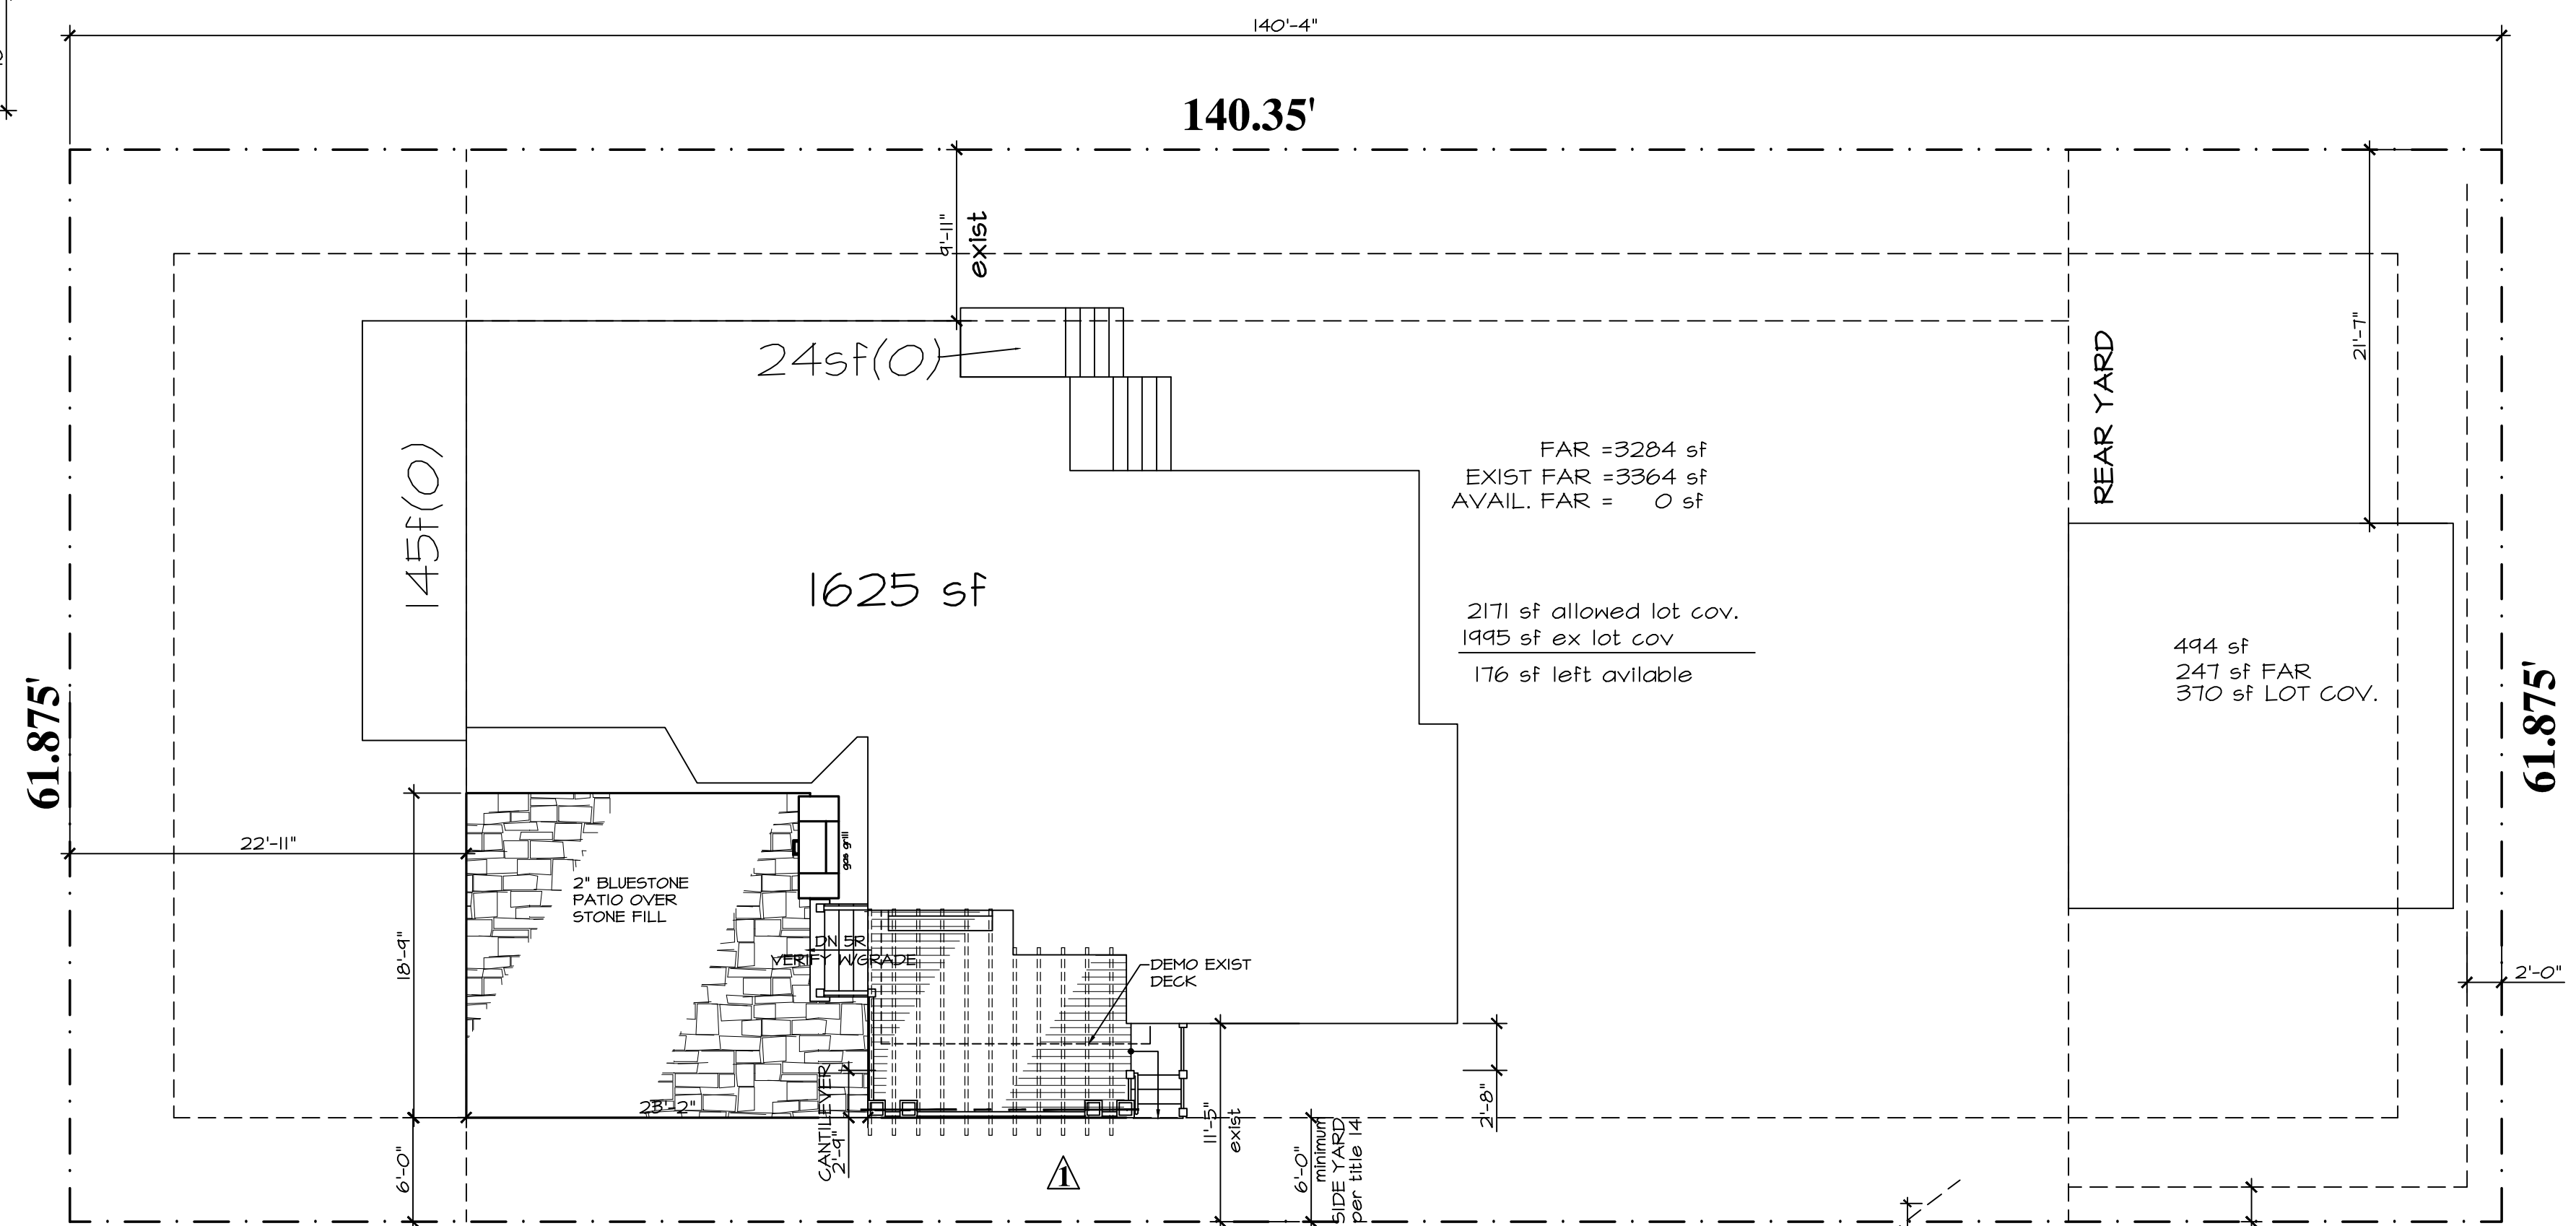 140'-4"
140.35'
9'-11"
exist
24sf(0)
145f(0)
1625 sf
FAR =3284 sf
EXIST FAR =3364 sf
AVAIL. FAR = 0 sf
2171 sf allowed lot cov.
1995 sf ex lot cov
176 sf left avilable
REAR YARD
21'-7"
494 sf
247 sf FAR
370 sf LOT COV.
61.875'
61.875'
22'-11"
18'-9"
2" BLUESTONE
PATIO OVER
STONE FILL
gas grill
DN 5R
VERIFY W/GRADE
DEMO EXIST
DECK
2'-0"
23'-2"
CANTILEVER
2'-9"
11'-5"
exist
2'-8"
6'-0"
6'-0"
minimum
SIDE YARD
per title 14
1